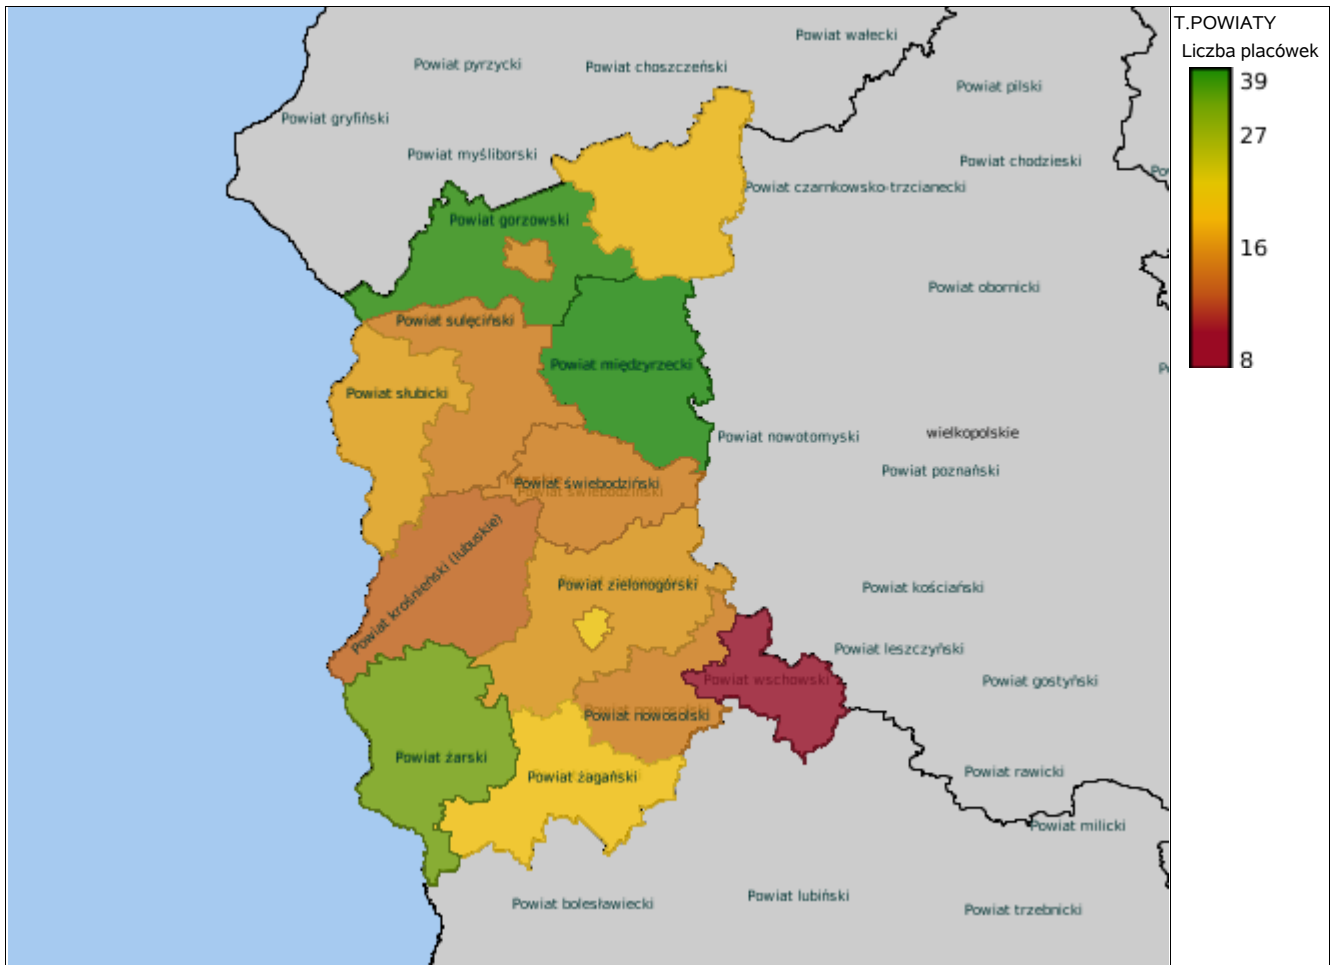 T.POWIATY
Liczba placówek
39
27
16
8
Powiat wałecki
Powiat pyrzycki
Powiat choszczeński
Powiat pilski
Powiat gryfiński
Powiat myśliborski
Powiat chodzieski
Powiat czarnkowsko-trzcianecki
Powiat gorzowski
Powiat obornicki
Powiat sulęciński
Powiat międzyrzecki
Powiat słubicki
Powiat nowotomyski
wielkopolskie
Powiat poznański
Powiat świebodziński
Powiat świebodziński
Powiat krośnieński (lubuskie)
Powiat zielonogórski
Powiat kościański
Powiat leszczyński
Powiat wschowski
Powiat gostyński
Powiat nowosolski
Powiat żarski
Powiat żagański
Powiat rawicki
Powiat milicki
Powiat bolesławiecki
Powiat lubiński
Powiat trzebnicki